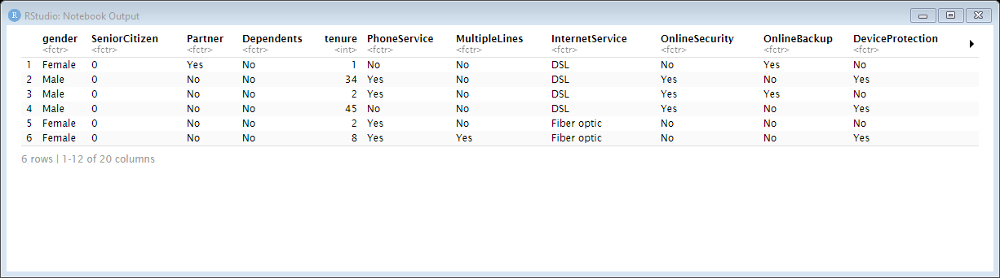 R RStudio: Notebook Output
gender SeniorCitizen Partner Dependents tenure PhoneService MultipleLines InternetService OnlineSecurity OnlineBackup DeviceProtection
<fctr> <fctr> <fctr> <fctr> <int> <fctr> <fctr> <fctr> <fctr> <fctr> <fctr>
1 Female 0 Yes No 1 No No DSL No Yes No
2 Male 0 No No 34 Yes No DSL Yes No Yes
3 Male 0 No No 2 Yes No DSL Yes Yes No
4 Male 0 No No 45 No No DSL Yes No Yes
5 Female 0 No No 2 Yes No Fiber optic No No No
6 Female 0 No No 8 Yes Yes Fiber optic No No Yes
6 rows | 1-12 of 20 columns